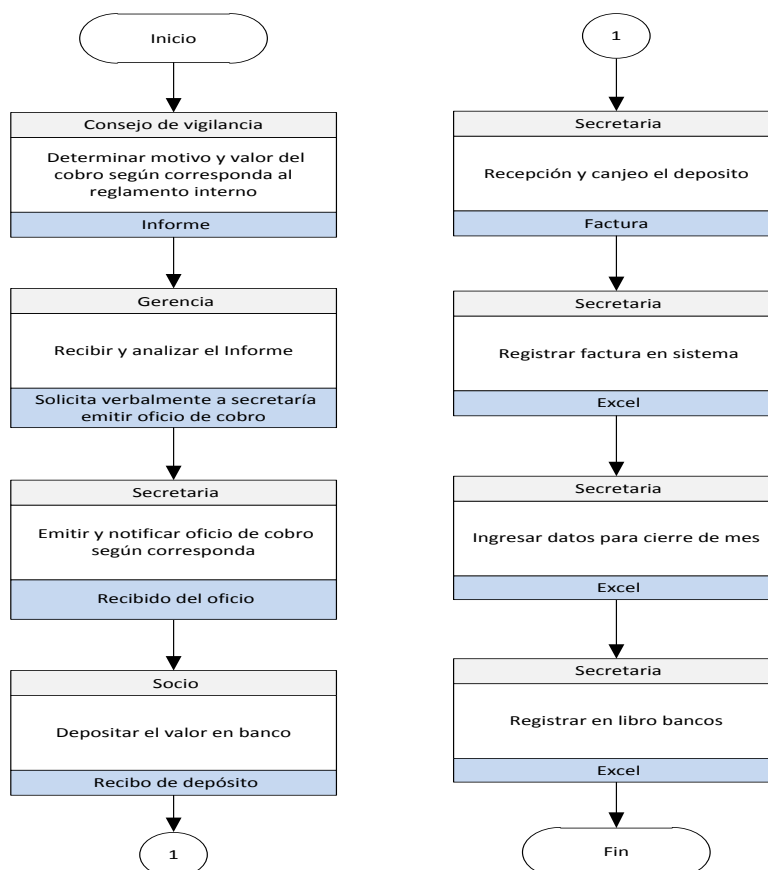 Inicio
Consejo de vigilancia
Determinar motivo y valor del
cobro según corresponda al
reglamento interno
Informe
Gerencia
Recibir y analizar el Informe
Solicita verbalmente a secretaría
emitir oficio de cobro
Secretaria
Emitir y notificar oficio de cobro
según corresponda
Recibido del oficio
Socio
Depositar el valor en banco
Recibo de depósito
1
1
Secretaria
Recepción y canjeo el deposito
Factura
Secretaria
Registrar factura en sistema
Excel
Secretaria
Ingresar datos para cierre de mes
Excel
Secretaria
Registrar en libro bancos
Excel
Fin